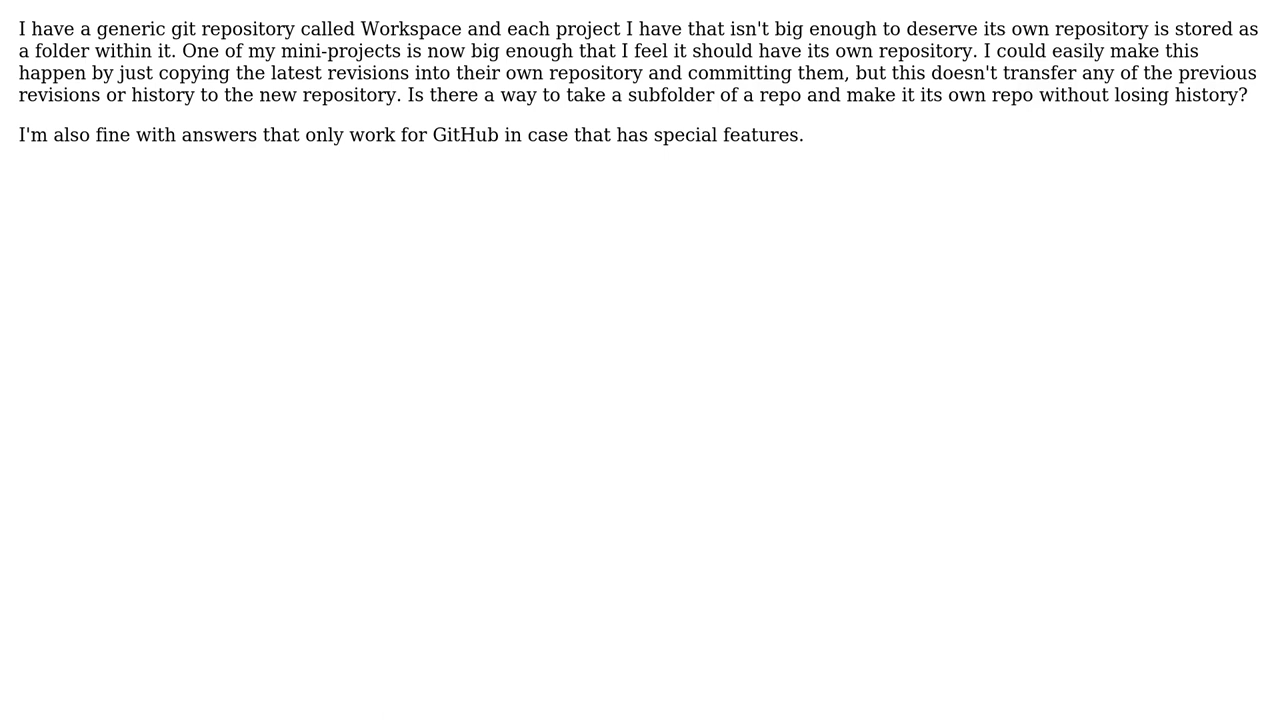 I have a generic git repository called Workspace and each project I have that isn't big enough to deserve its own repository is stored as
a folder within it. One of my mini-projects is now big enough that I feel it should have its own repository. I could easily make this
happen by just copying the latest revisions into their own repository and committing them, but this doesn't transfer any of the previous
revisions or history to the new repository. Is there a way to take a subfolder of a repo and make it its own repo without losing history?
I'm also fine with answers that only work for GitHub in case that has special features.